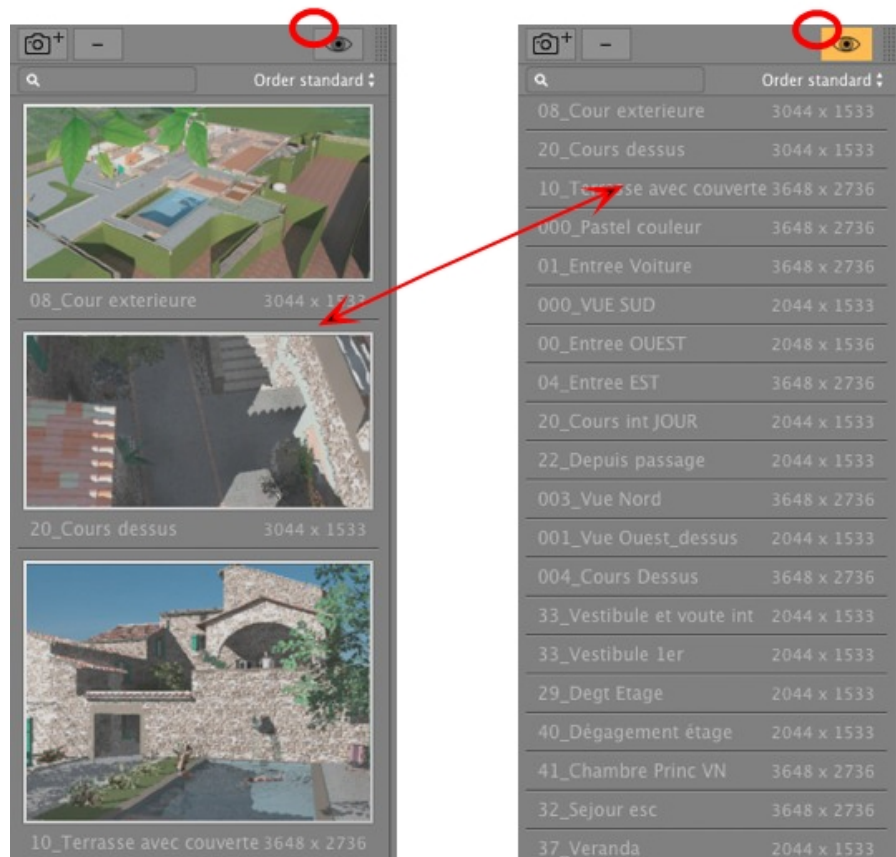 + −
Order standard
08_Cour exterieure 3044 x 1533
20_Cours dessus 3044 x 1533
10_Terrasse avec couverte 3648 x 2736
+ −
Order standard
08_Cour exterieure 3044 x 1533
20_Cours dessus 3044 x 1533
10_Terrasse avec couverte 3648 x 2736
000_Pastel couleur 3648 x 2736
01_Entree Voiture 3648 x 2736
000_VUE SUD 2044 x 1533
00_Entree OUEST 2048 x 1536
04_Entree EST 3648 x 2736
20_Cours int JOUR 2044 x 1533
22_Depuis passage 2044 x 1533
003_Vue Nord 3648 x 2736
001_Vue Ouest_dessus 2044 x 1533
004_Cours Dessus 3648 x 2736
33_Vestibule et voute int 2044 x 1533
33_Vestibule 1er 2044 x 1533
29_Degt Etage 2044 x 1533
40_Dégagement étage 2044 x 1533
41_Chambre Princ VN 3648 x 2736
32_Sejour esc 3648 x 2736
37_Veranda 2044 x 1533